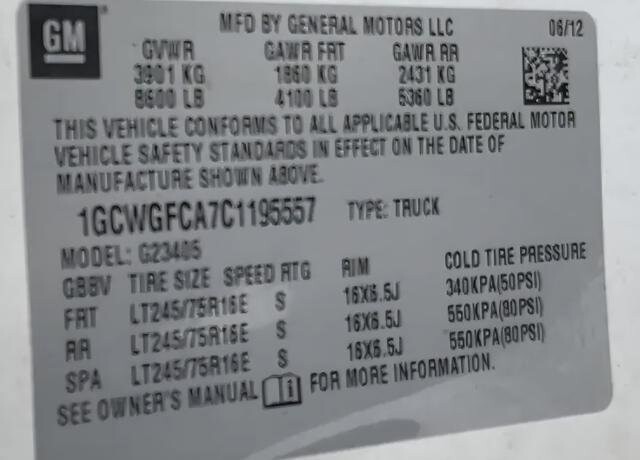 GM MFD BY GENERAL MOTORS LLC 06/12
GVWR GAWR FRT GAWR RR
3901 KG 1860 KG 2431 KG
8600 LB 4100 LB 5360 LB
THIS VEHICLE CONFORMS TO ALL APPLICABLE U.S. FEDERAL MOTOR
VEHICLE SAFETY STANDARDS IN EFFECT ON THE DATE OF
MANUFACTURE SHOWN ABOVE.
1GCWGFCA7C1195557 TYPE: TRUCK
MODEL: G23405
GBBV TIRE SIZE SPEED RTG RIM COLD TIRE PRESSURE
FRT LT245/75R16E S 16X6.5J 340KPA(50PSI)
RR LT245/75R16E S 16X6.5J 550KPA(80PSI)
SPA LT245/75R16E S 16X6.5J 550KPA(80PSI)
SEE OWNER'S MANUAL FOR MORE INFORMATION.